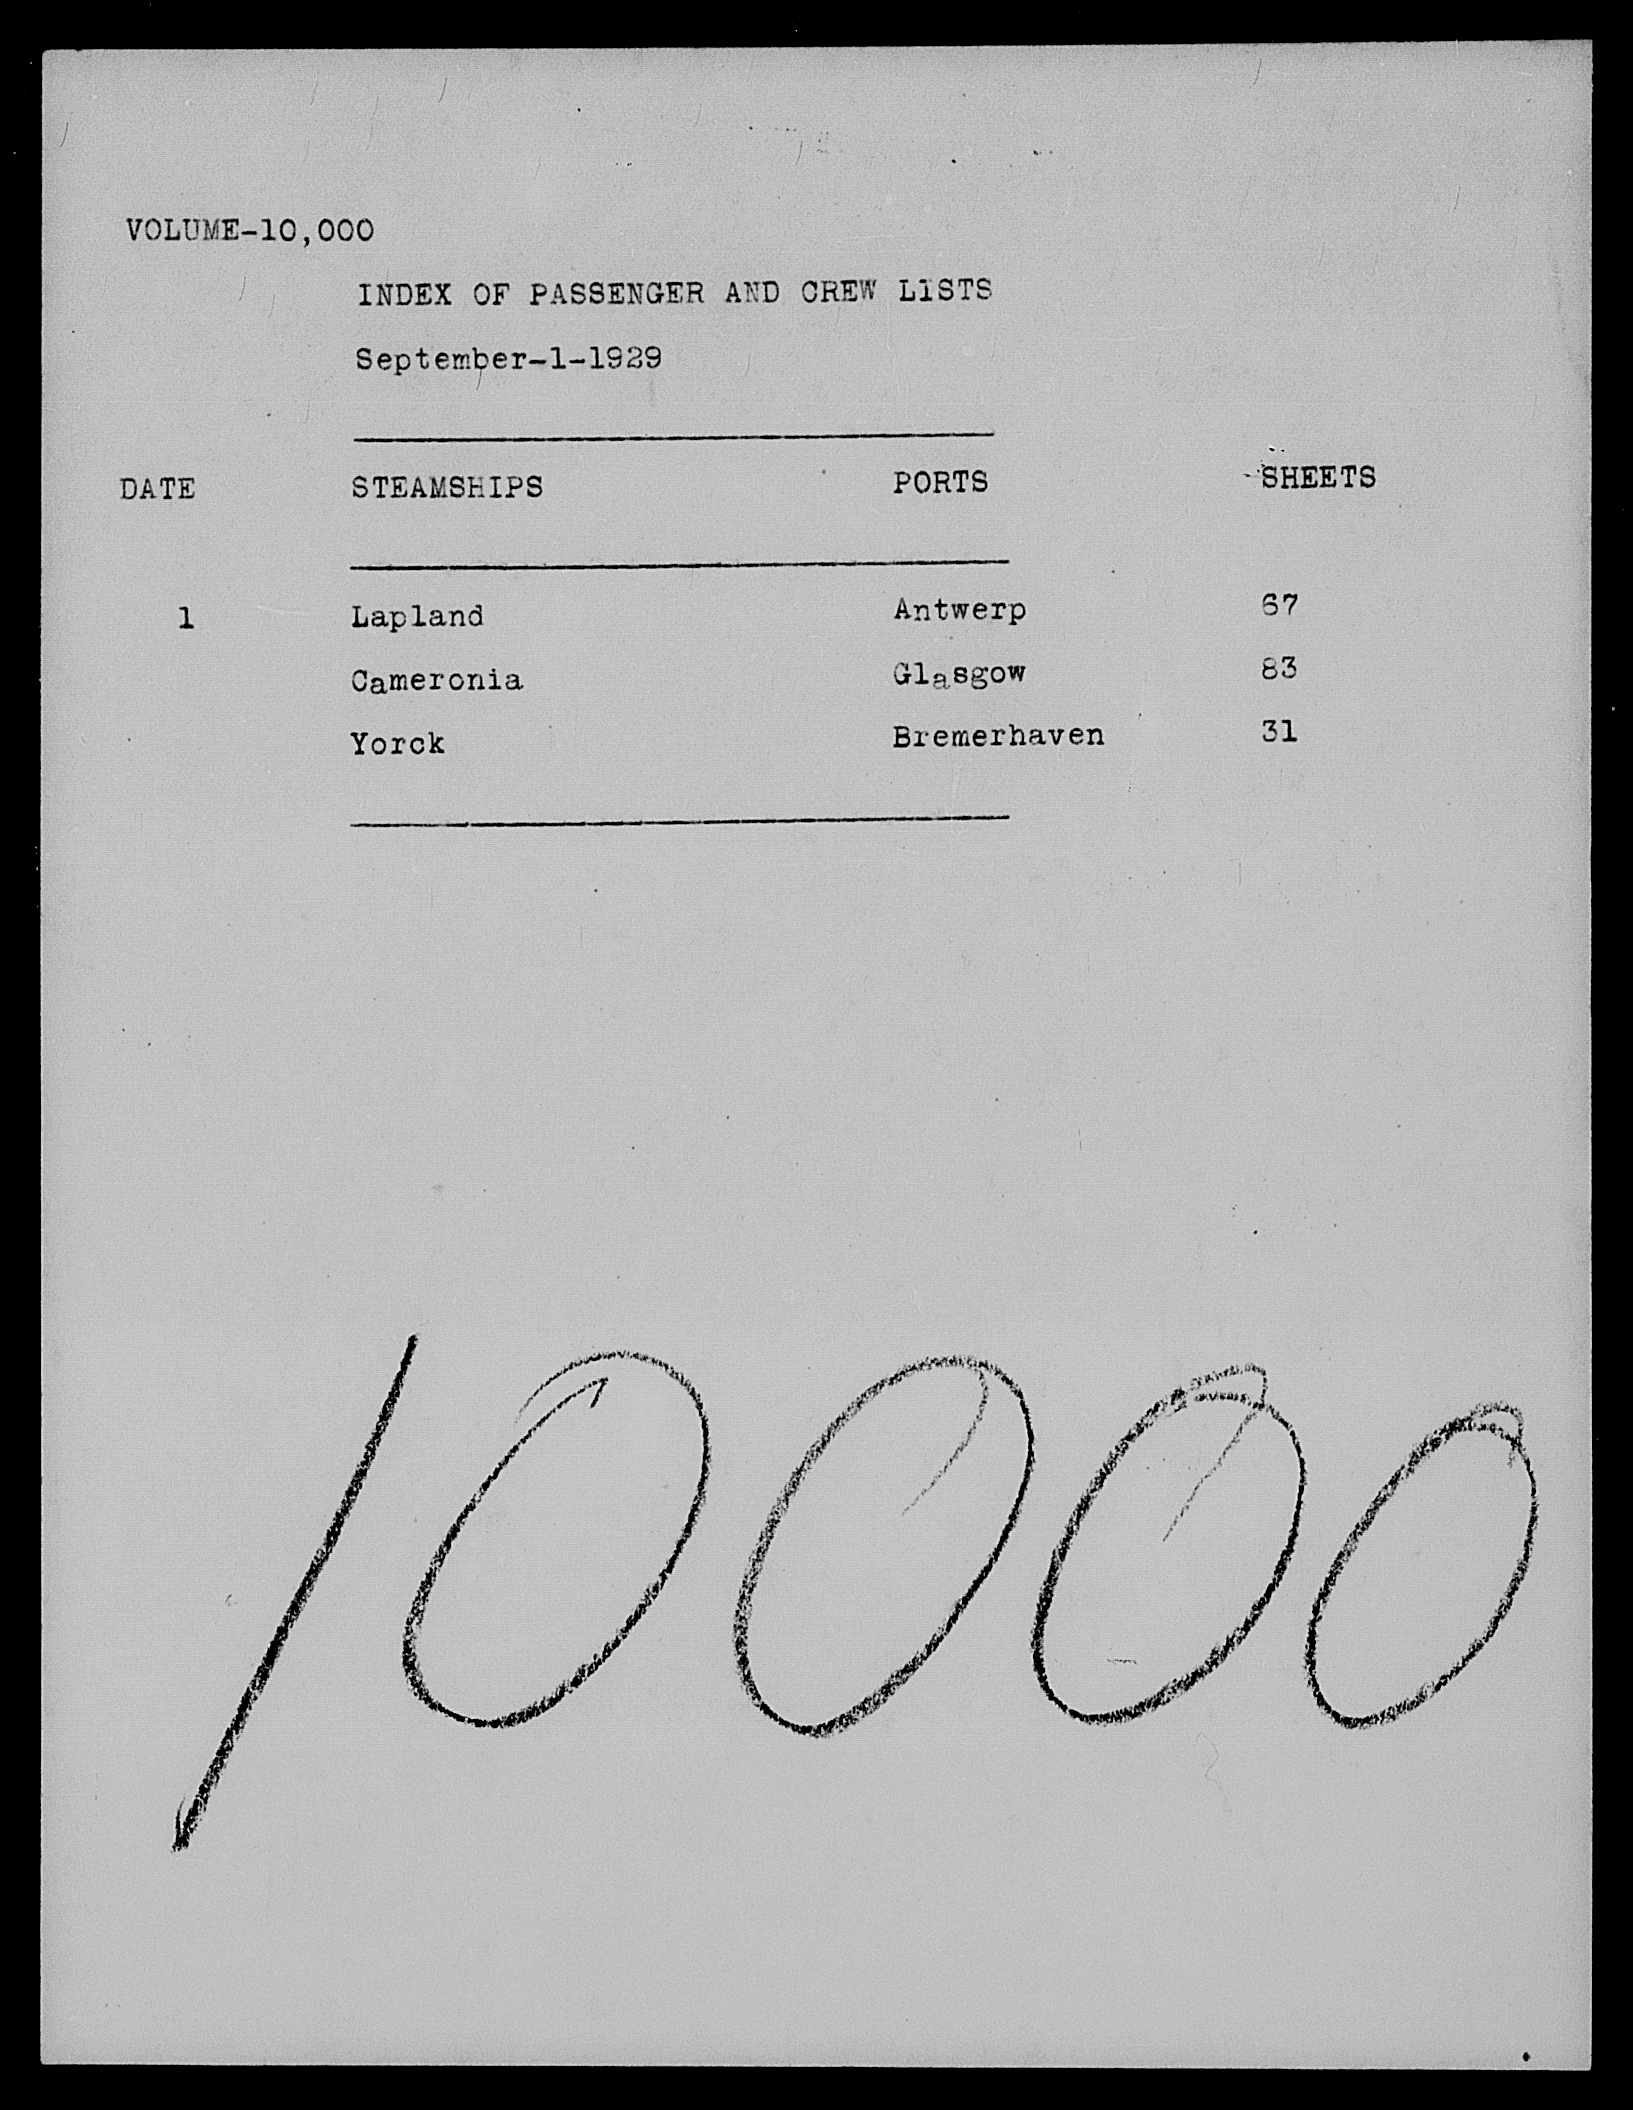 VOLUME-10,000
INDEX OF PASSENGER AND CREW LISTS
September-1-1929
DATE STEAMSHIPS PORTS SHEETS
1 Lapland Antwerp 67
Cameronia Glasgow 83
Yorck Bremerhaven 31
10000